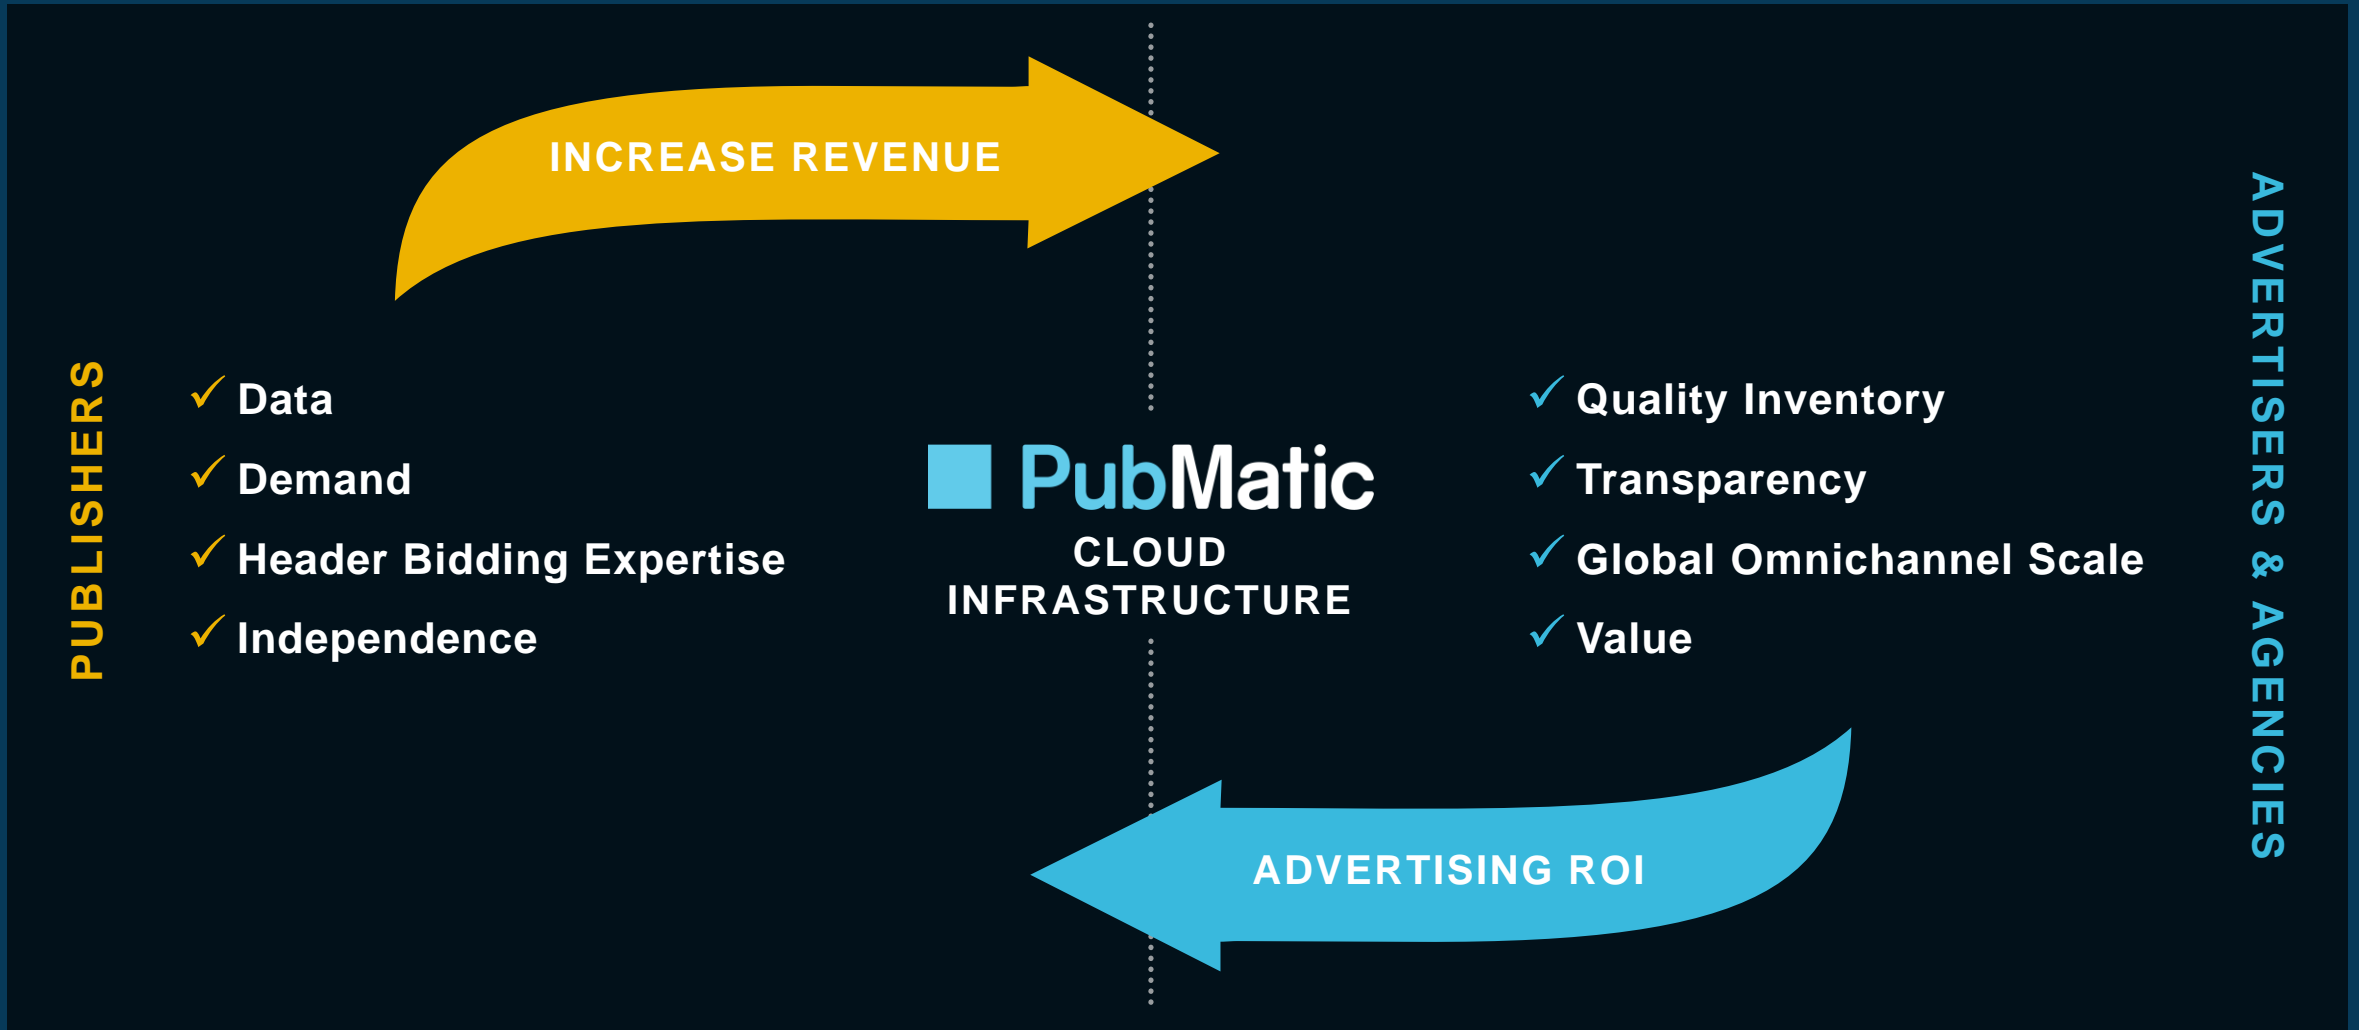 INCREASE REVENUE
PUBLISHERS
Data
Demand
Header Bidding Expertise
Independence
PubMatic
CLOUD
INFRASTRUCTURE
Quality Inventory
Transparency
Global Omnichannel Scale
Value
ADVERTISERS & AGENCIES
ADVERTISING ROI